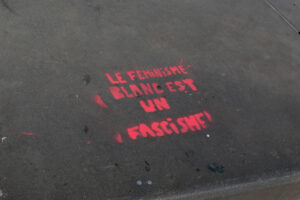 LE FÉMINISME
BLANC EST
UN
FASCISME!